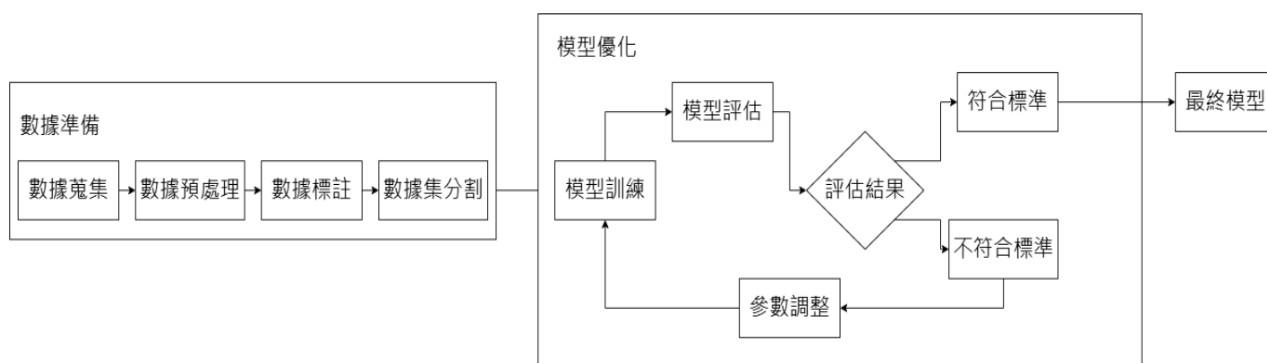 數據準備
數據蒐集
數據預處理
數據標註
數據集分割
模型優化
模型訓練
模型評估
評估結果
符合標準
不符合標準
參數調整
最終模型